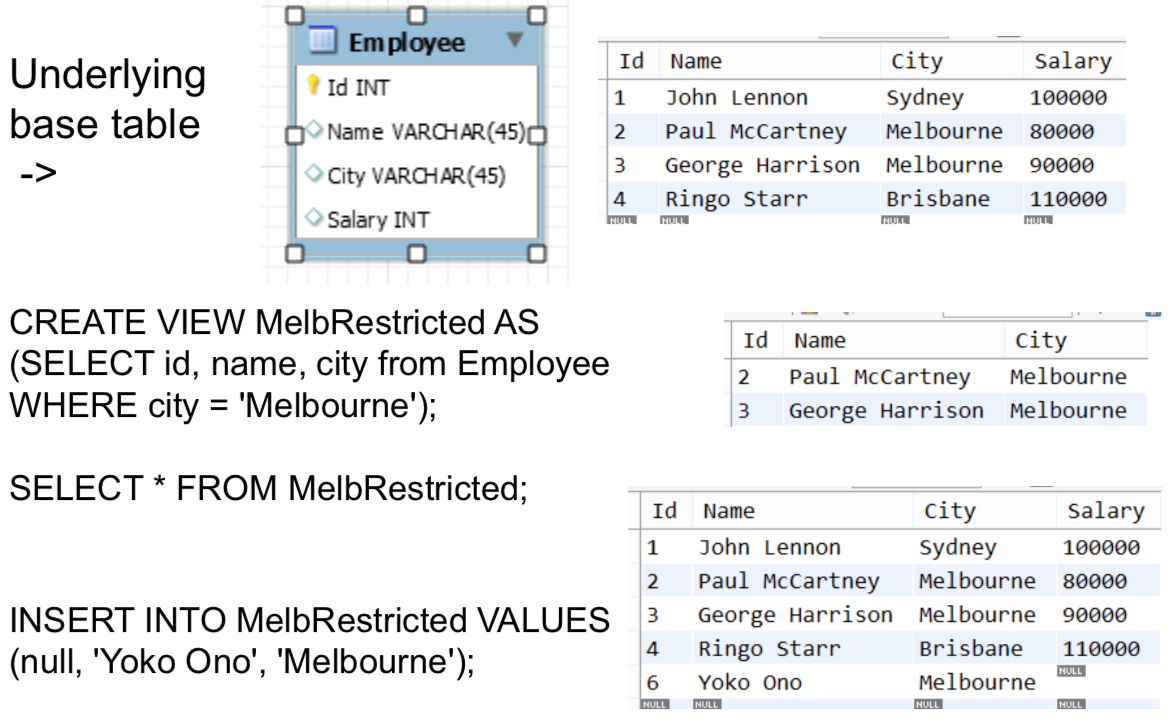 Underlying
base table
->
Employee
Id INT
Name VARCHAR(45)
City VARCHAR(45)
Salary INT
Id Name City Salary
1 John Lennon Sydney 100000
2 Paul McCartney Melbourne 80000
3 George Harrison Melbourne 90000
4 Ringo Starr Brisbane 110000
NULL NULL NULL NULL
CREATE VIEW MelbRestricted AS
(SELECT id, name, city from Employee
WHERE city = 'Melbourne');
Id Name City
2 Paul McCartney Melbourne
3 George Harrison Melbourne
SELECT * FROM MelbRestricted;
INSERT INTO MelbRestricted VALUES
(null, 'Yoko Ono', 'Melbourne');
Id Name City Salary
1 John Lennon Sydney 100000
2 Paul McCartney Melbourne 80000
3 George Harrison Melbourne 90000
4 Ringo Starr Brisbane 110000
6 Yoko Ono Melbourne NULL
NULL NULL NULL NULL